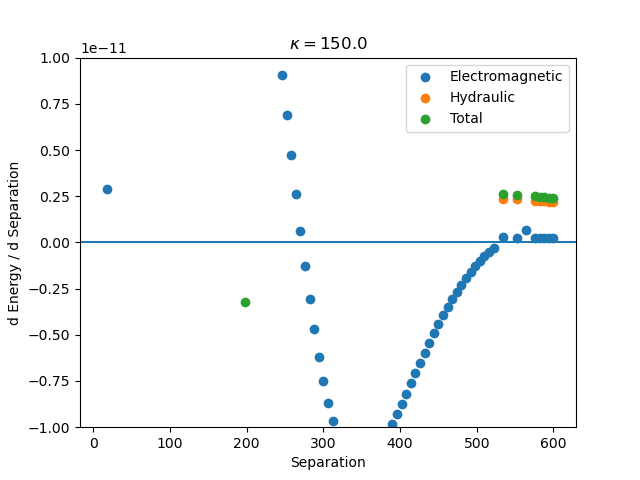 κ = 150.0
1e−11
1.00
0.75
0.50
0.25
0.00
−0.25
−0.50
−0.75
−1.00
d Energy / d Separation
Electromagnetic
Hydraulic
Total
0 100 200 300 400 500 600
Separation